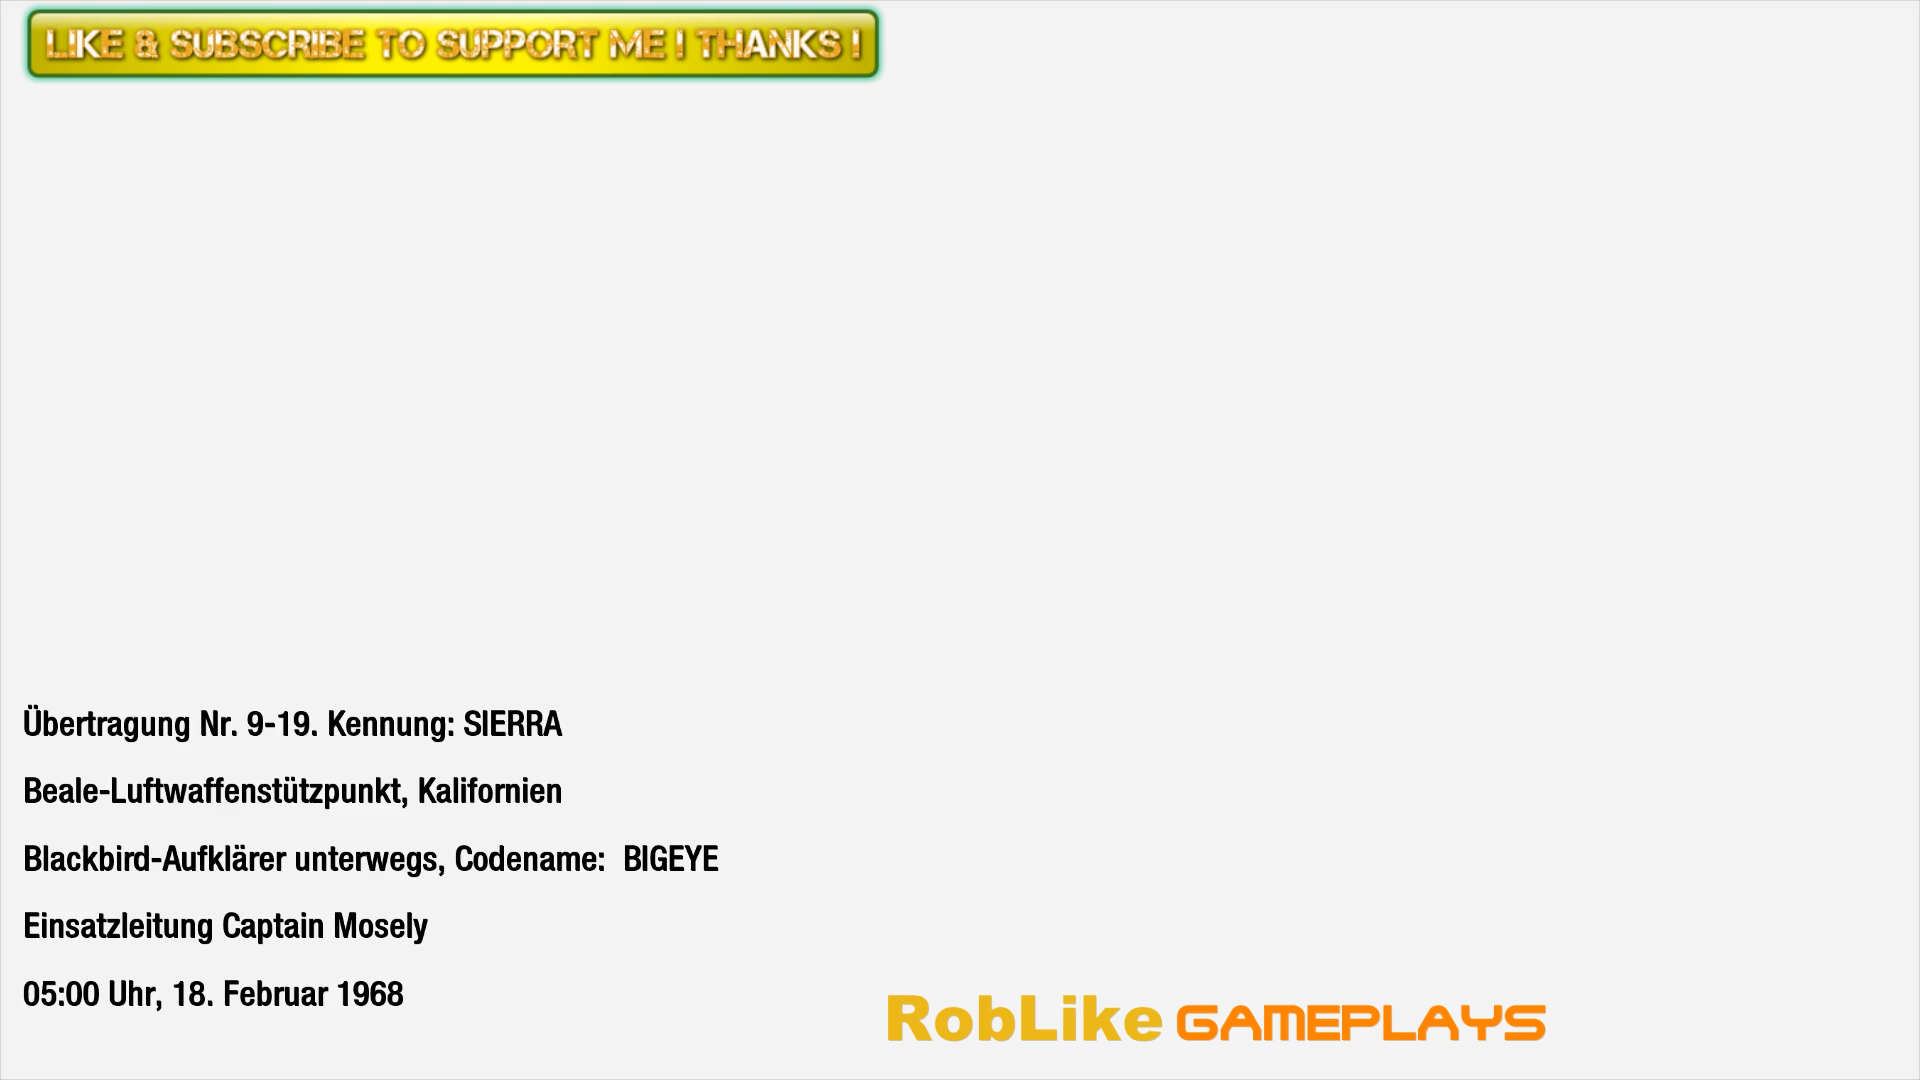 LIKE & SUBSCRIBE TO SUPPORT ME ! THANKS !
Übertragung Nr. 9-19. Kennung: SIERRA
Beale-Luftwaffenstützpunkt, Kalifornien
Blackbird-Aufklärer unterwegs, Codename:  BIGEYE
Einsatzleitung Captain Mosely
05:00 Uhr, 18. Februar 1968
RobLike GAMEPLAYS